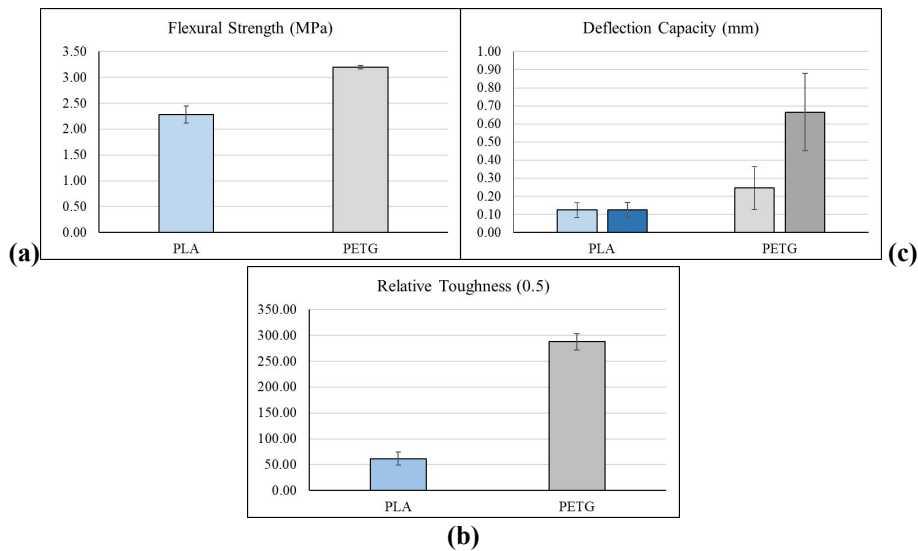 Flexural Strength (MPa)
3.50
3.00
2.50
2.00
1.50
1.00
0.50
0.00
PLA
PETG
(a)
Deflection Capacity (mm)
1.00
0.90
0.80
0.70
0.60
0.50
0.40
0.30
0.20
0.10
0.00
PLA
PETG
(c)
Relative Toughness (0.5)
350.00
300.00
250.00
200.00
150.00
100.00
50.00
0.00
PLA
PETG
(b)